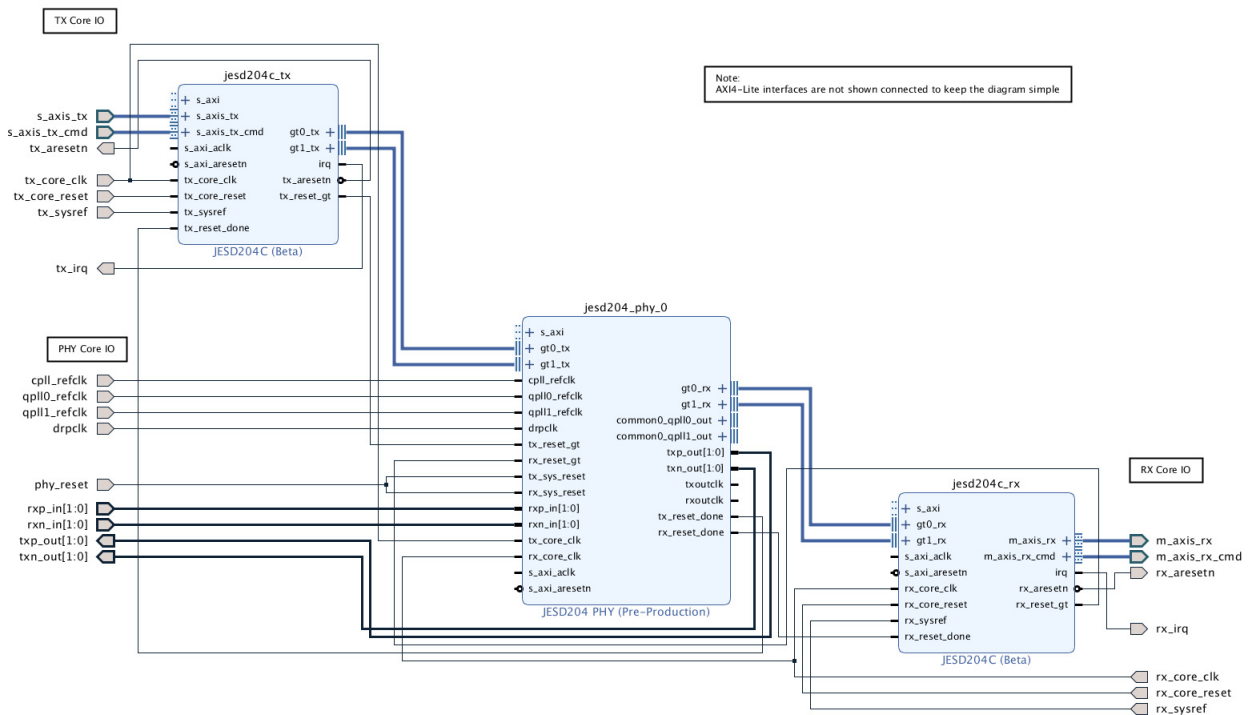 TX Core IO
jesd204c_tx
Note:
AXI4-Lite interfaces are not shown connected to keep the diagram simple
s_axis_tx
s_axis_tx_cmd
tx_aresetn
tx_core_clk
tx_core_reset
tx_sysref
tx_irq
s_axi
s_axis_tx
s_axis_tx_cmd
s_axi_aclk
s_axi_aresetn
tx_core_clk
tx_core_reset
tx_sysref
tx_reset_done
gt0_tx
gt1_tx
irq
tx_aresetn
tx_reset_gt
JESD204C (Beta)
jesd204_phy_0
PHY Core IO
cpll_refclk
qpll0_refclk
qpll1_refclk
drpclk
phy_reset
rxp_in[1:0]
rxn_in[1:0]
txp_out[1:0]
txn_out[1:0]
s_axi
gt0_tx
gt1_tx
cpll_refclk
qpll0_refclk
qpll1_refclk
drpclk
tx_reset_gt
rx_reset_gt
tx_sys_reset
rx_sys_reset
rxp_in[1:0]
rxn_in[1:0]
tx_core_clk
rx_core_clk
s_axi_aclk
s_axi_aresetn
gt0_rx
gt1_rx
common0_qpll0_out
common0_qpll1_out
txp_out[1:0]
txn_out[1:0]
txoutclk
rxoutclk
tx_reset_done
rx_reset_done
JESD204 PHY (Pre-Production)
RX Core IO
jesd204c_rx
s_axi
gt0_rx
gt1_rx
s_axi_aclk
s_axi_aresetn
rx_core_clk
rx_core_reset
rx_sysref
rx_reset_done
m_axis_rx
m_axis_rx_cmd
irq
rx_aresetn
rx_reset_gt
JESD204C (Beta)
m_axis_rx
m_axis_rx_cmd
rx_aresetn
rx_irq
rx_core_clk
rx_core_reset
rx_sysref